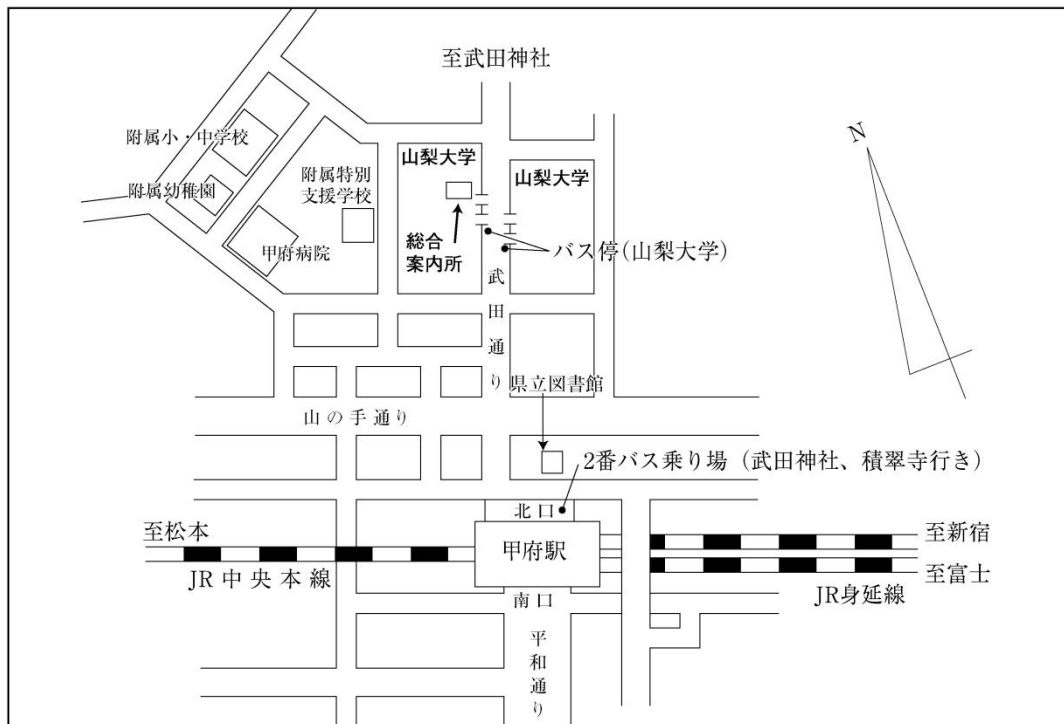 至武田神社
N
附属小・中学校
山梨大学
附属特別
支援学校
山梨大学
附属幼稚園
甲府病院
総合
案内所
バス停(山梨大学)
武田通り
県立図書館
山の手通り
2番バス乗り場（武田神社、積翠寺行き）
北口
至松本
甲府駅
至新宿
JR中央本線
至富士
南口
JR身延線
平和通り